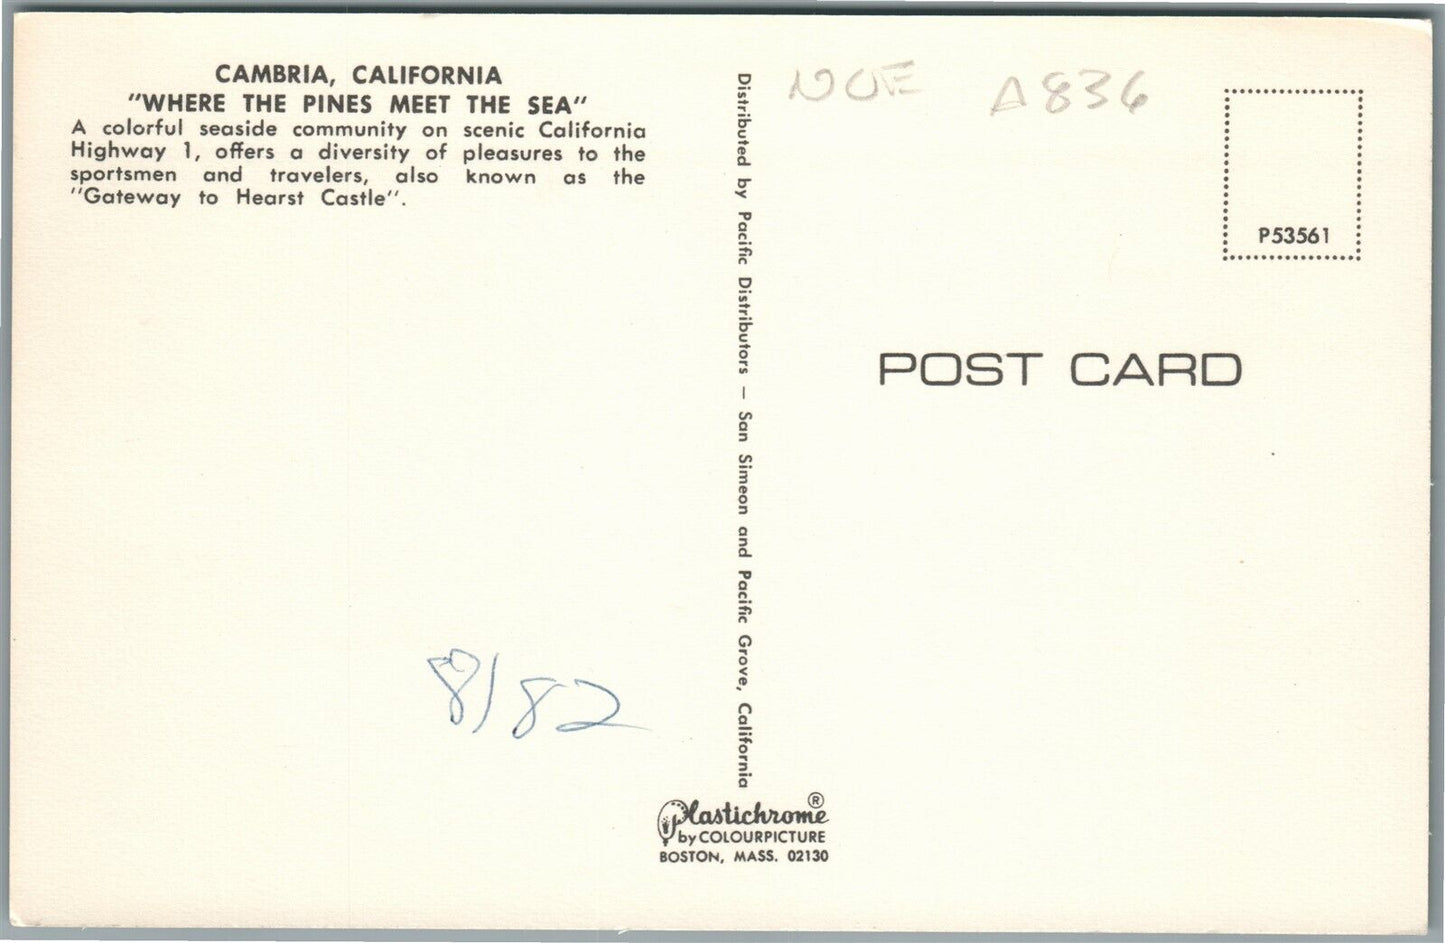 CAMBRIA, CALIFORNIA
"WHERE THE PINES MEET THE SEA"
A colorful seaside community on scenic California
Highway 1, offers a diversity of pleasures to the
sportsmen and travelers, also known as the
"Gateway to Hearst Castle".
8/82
Distributed by Pacific Distributors — San Simeon and Pacific Grove, California
Plastichrome®
by COLOURPICTURE
BOSTON, MASS. 02130
NOE A836
P53561
POST CARD